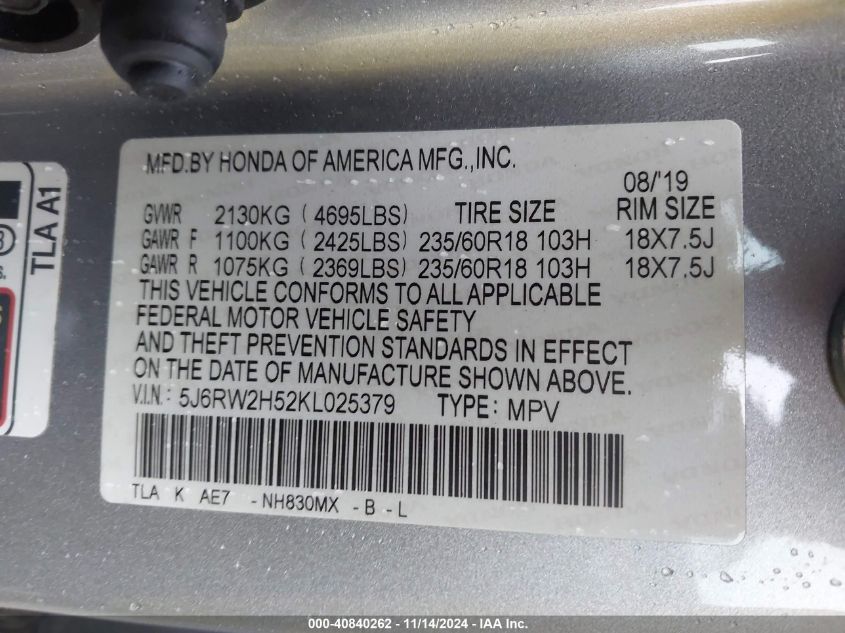 MFD.BY HONDA OF AMERICA MFG.,INC.
08/'19
GVWR 2130KG ( 4695LBS) TIRE SIZE RIM SIZE
GAWR F 1100KG ( 2425LBS) 235/60R18 103H 18X7.5J
GAWR R 1075KG ( 2369LBS) 235/60R18 103H 18X7.5J
THIS VEHICLE CONFORMS TO ALL APPLICABLE
FEDERAL MOTOR VEHICLE SAFETY
AND THEFT PREVENTION STANDARDS IN EFFECT
ON THE DATE OF MANUFACTURE SHOWN ABOVE.
V.I.N.: 5J6RW2H52KL025379 TYPE: MPV
TLA K AE7 -NH830MX -B -L
TLA A1
000-40840262 - 11/14/2024 - IAA Inc.